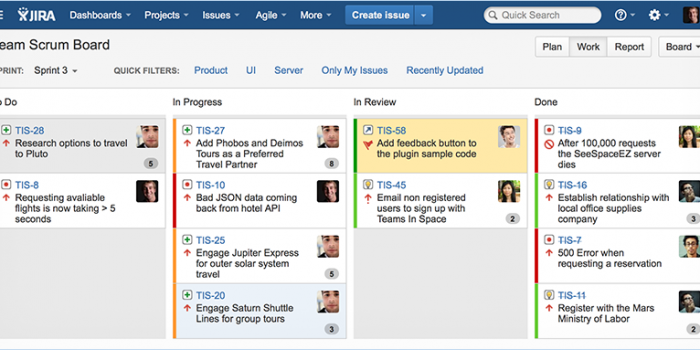 JIRA Dashboards Projects Issues Agile More Create issue Quick Search
eam Scrum Board Plan Work Report Board
PRINT: Sprint 3 QUICK FILTERS: Product UI Server Only My Issues Recently Updated
o Do
TIS-28
Research options to travel
to Pluto
5
TIS-8
Requesting avaliable
flights is now taking > 5
seconds
In Progress
TIS-27
Add Phobos and Deimos
Tours as a Preferred
Travel Partner
8
TIS-10
Bad JSON data coming
back from hotel API
TIS-25
Engage Jupiter Express
for outer solar system
travel
5
TIS-20
Engage Saturn Shuttle
Lines for group tours
3
In Review
TIS-58
Add feedback button to
the plugin sample code
TIS-45
Email non registered
users to sign up with
Teams In Space
2
Done
TIS-9
After 100,000 requests
the SeeSpaceEZ server
dies
TIS-16
Establish relationship with
local office supplies
company
3
TIS-7
500 Error when
requesting a reservation
TIS-11
Register with the Mars
Ministry of Labor
2